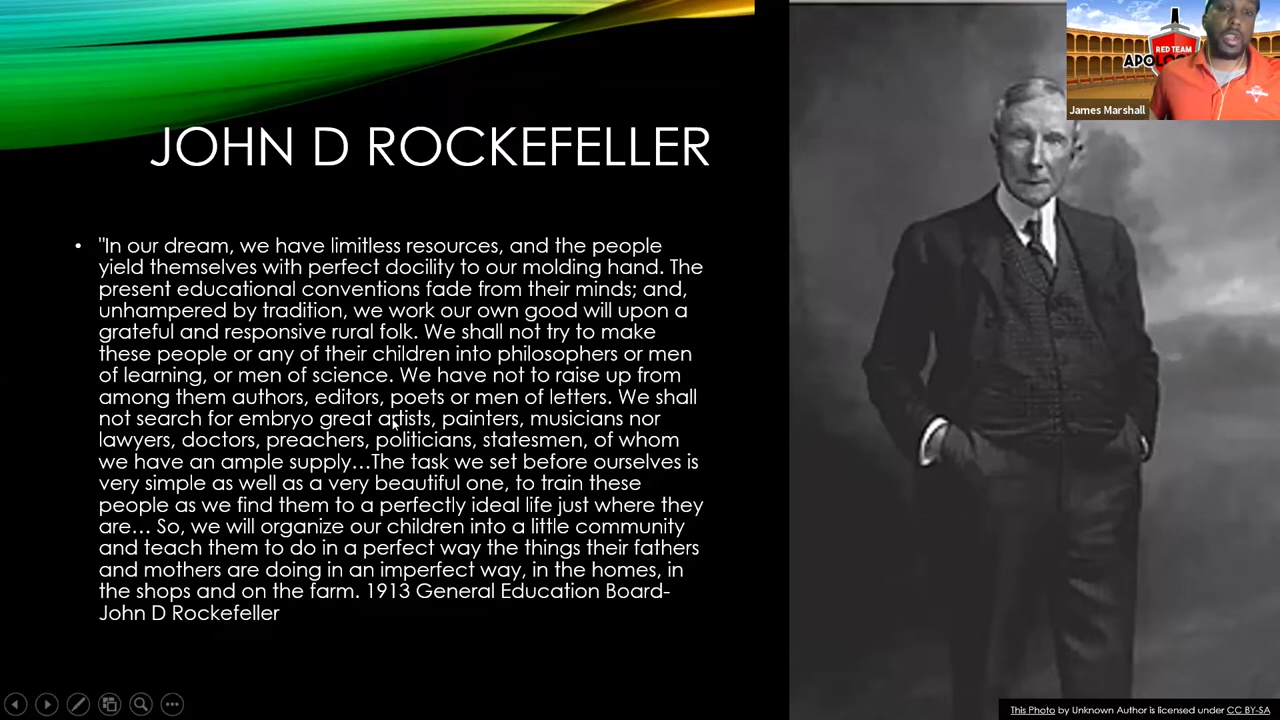 JOHN D ROCKEFELLER
• "In our dream, we have limitless resources, and the people
yield themselves with perfect docility to our molding hand. The
present educational conventions fade from their minds; and,
unhampered by tradition, we work our own good will upon a
grateful and responsive rural folk. We shall not try to make
these people or any of their children into philosophers or men
of learning, or men of science. We have not to raise up from
among them authors, editors, poets or men of letters. We shall
not search for embryo great artists, painters, musicians nor
lawyers, doctors, preachers, politicians, statesmen, of whom
we have an ample supply...The task we set before ourselves is
very simple as well as a very beautiful one, to train these
people as we find them to a perfectly ideal life just where they
are... So, we will organize our children into a little community
and teach them to do in a perfect way the things their fathers
and mothers are doing in an imperfect way, in the homes, in
the shops and on the farm. 1913 General Education Board-
John D Rockefeller
RED TEAM
James Marshall
This Photo by Unknown Author is licensed under CC BY-SA